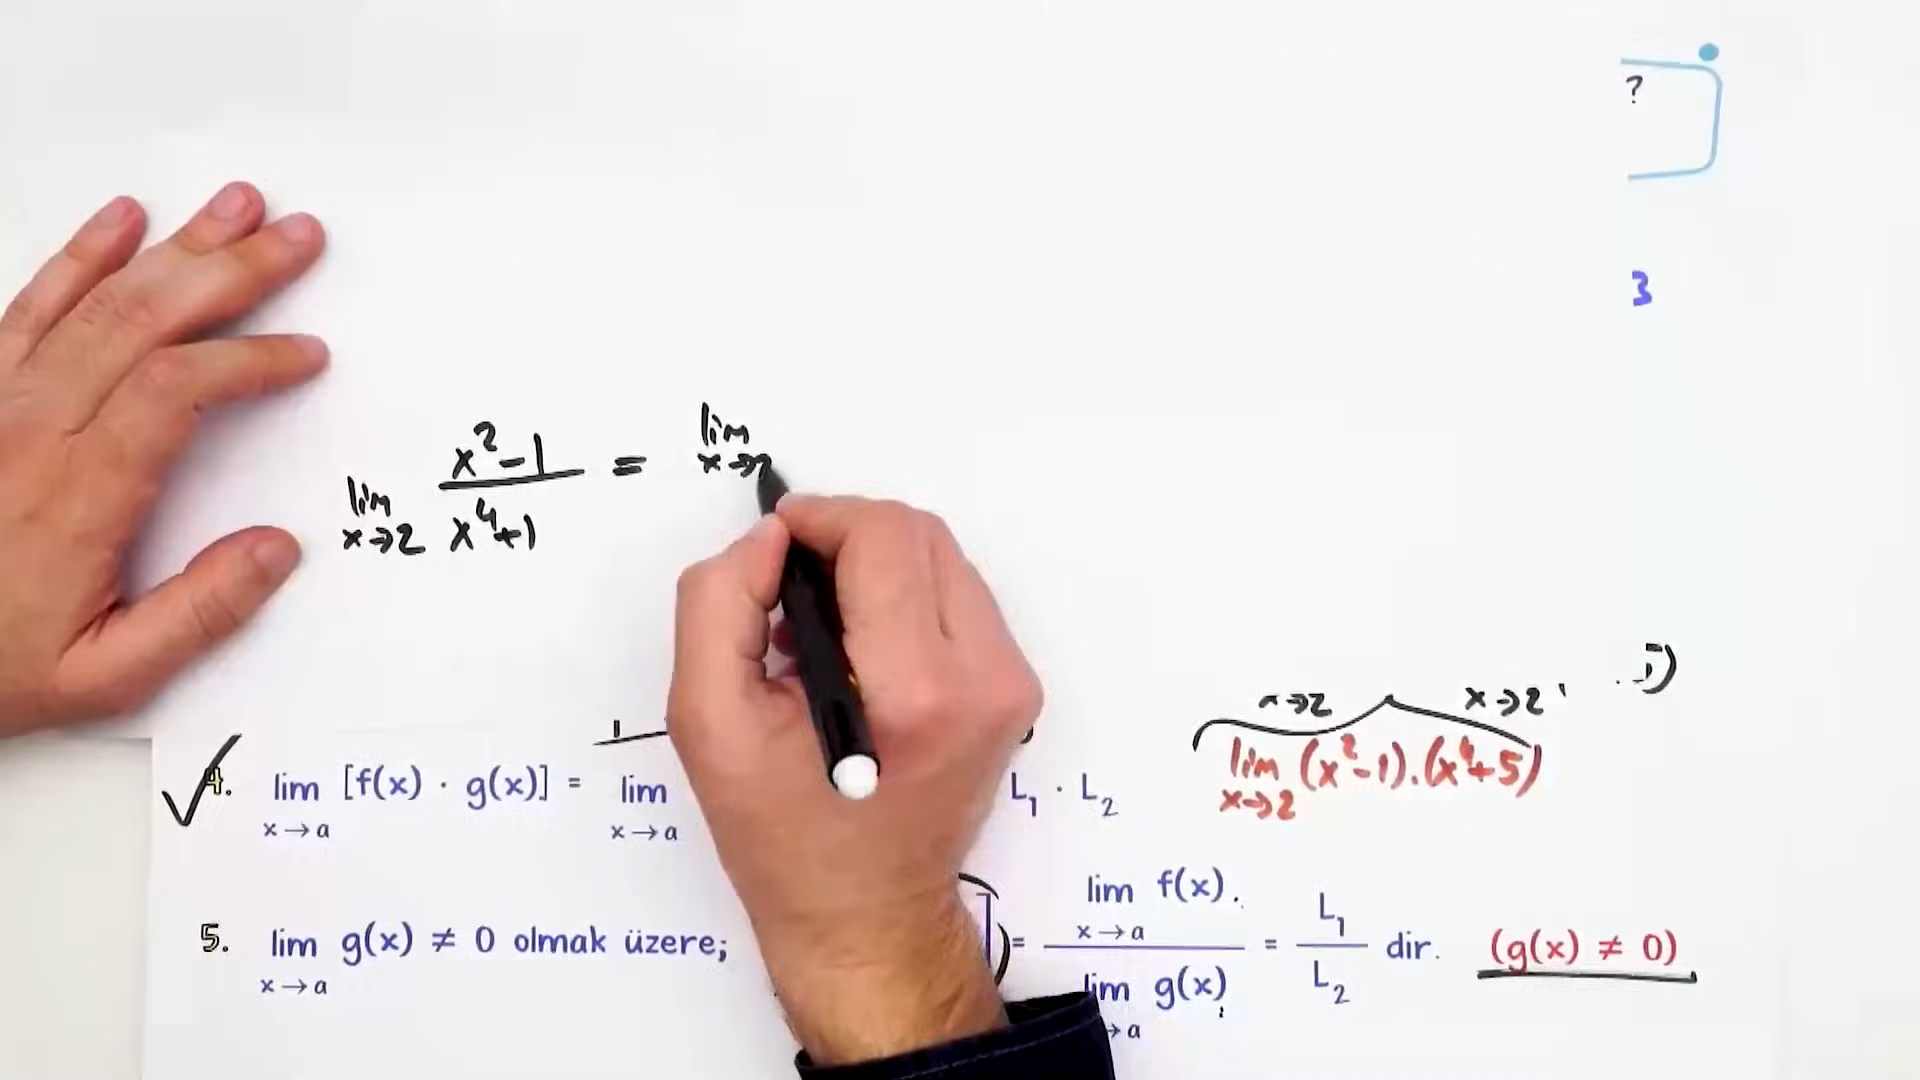 ?
3
lim x→2 x²-1 / x⁴+1 = lim x→2
x→2 x→2
lim x→2 (x²-1).(x⁴+5)
4. lim x→a [f(x) · g(x)] = lim x→a L₁ · L₂
5. lim x→a g(x) ≠ 0 olmak üzere; = lim x→a f(x). / lim →a g(x) = L₁ / L₂ dir. (g(x) ≠ 0)